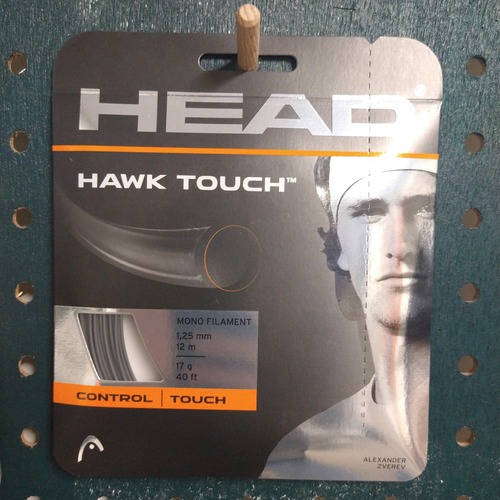 HEAD
HAWK TOUCH™
MONO FILAMENT
1,25 mm
12 m
17 g
40 ft
CONTROL | TOUCH
ALEXANDER
ZVEREV